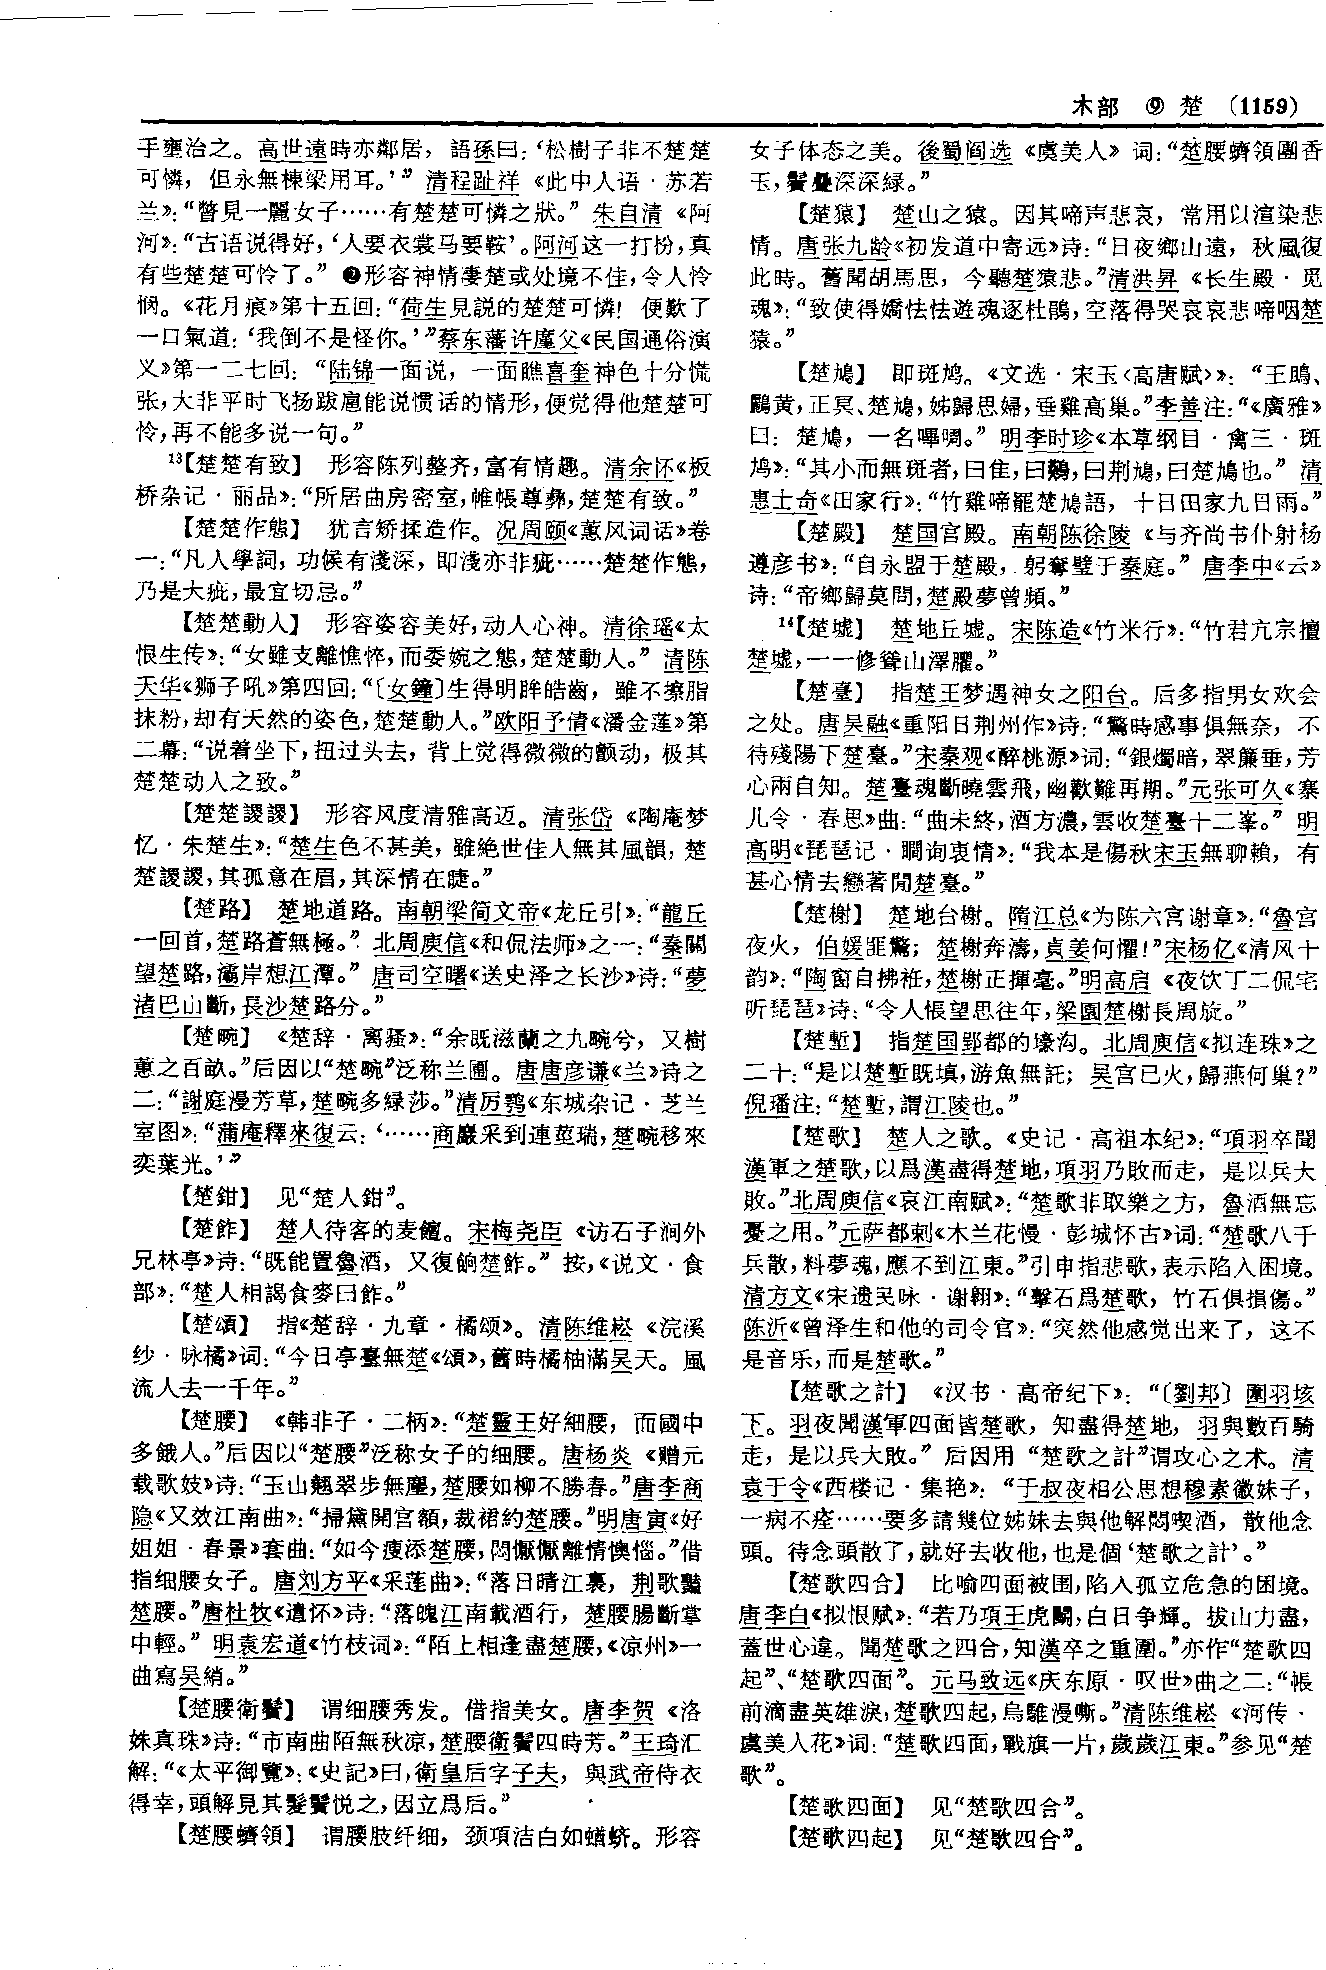 木部 ⑨ 楚 (1159)
手壅治之。高世遠時亦鄰居，語孫曰：‘松樹子非不楚楚
可憐，但永無棟梁用耳。’” 清程趾祥《此中人语·苏若
兰》：“瞥見一麗女子……有楚楚可憐之狀。” 朱自清《阿
河》：“古语说得好，‘人要衣裳马要鞍’。阿河这一打扮，真
有些楚楚可怜了。” ❷形容神情凄楚或处境不佳，令人怜
悯。《花月痕》第十五回：“荷生見説的楚楚可憐！便歎了
一口氣道：‘我倒不是怪你。’”蔡东藩许廑父《民国通俗演
义》第一二七回：“陆锦一面说，一面瞧喜奎神色十分慌
张，大非平时飞扬跋扈能说惯话的情形，便觉得他楚楚可
怜，再不能多说一句。”
13【楚楚有致】 形容陈列整齐，富有情趣。清余怀《板
桥杂记·丽品》：“所居曲房密室，帷帳尊彝，楚楚有致。”
【楚楚作態】 犹言矫揉造作。况周颐《蕙风词话》卷
一：“凡人學詞，功候有淺深，即淺亦非疵……楚楚作態，
乃是大疵，最宜切忌。”
【楚楚動人】 形容姿容美好，动人心神。清徐瑶《太
恨生传》：“女雖支離憔悴，而委婉之態，楚楚動人。” 清陈
天华《狮子吼》第四回：“〔女鐘〕生得明眸皓齒，雖不擦脂
抹粉，却有天然的姿色，楚楚動人。”欧阳予倩《潘金莲》第
二幕：“说着坐下，扭过头去，背上觉得微微的颤动，极其
楚楚动人之致。”
【楚楚謖謖】 形容风度清雅高迈。清张岱《陶庵梦
忆·朱楚生》：“楚生色不甚美，雖絶世佳人無其風韻，楚
楚謖謖，其孤意在眉，其深情在睫。”
【楚路】 楚地道路。南朝梁简文帝《龙丘引》：“龍丘
一回首，楚路蒼無極。” 北周庾信《和侃法师》之一：“秦關
望楚路，灞岸想江潭。” 唐司空曙《送史泽之长沙》诗：“夢
渚巴山斷，長沙楚路分。”
【楚畹】 《楚辞·离骚》：“余既滋蘭之九畹兮，又樹
蕙之百畝。”后因以“楚畹”泛称兰圃。唐唐彦谦《兰》诗之
二：“謝庭漫芳草，楚畹多緑莎。”清厉鹗《东城杂记·芝兰
室图》：“蒲庵釋來復云：‘……商巖采到連莖瑞，楚畹移來
奕葉光。’”
【楚鉗】 见“楚人鉗”。
【楚飵】 楚人待客的麦饘。宋梅尧臣《访石子涧外
兄林亭》诗：“既能置魯酒，又復餉楚飵。” 按，《说文·食
部》：“楚人相謁食麥曰飵。”
【楚頌】 指《楚辞·九章·橘颂》。清陈维崧《浣溪
纱·咏橘》词：“今日亭臺無楚《頌》，舊時橘柚滿吴天。風
流人去一千年。”
【楚腰】 《韩非子·二柄》：“楚靈王好細腰，而國中
多餓人。”后因以“楚腰”泛称女子的细腰。唐杨炎《赠元
载歌妓》诗：“玉山翹翠步無塵，楚腰如柳不勝春。”唐李商
隐《又效江南曲》：“掃黛開宫額，裁裙約楚腰。”明唐寅《好
姐姐·春景》套曲：“如今瘦添楚腰，悶懨懨離情懊惱。”借
指细腰女子。唐刘方平《采莲曲》：“落日晴江裏，荆歌豔
楚腰。”唐杜牧《遣怀》诗：“落魄江南載酒行，楚腰腸斷掌
中輕。” 明袁宏道《竹枝词》：“陌上相逢盡楚腰，《凉州》一
曲寫吴綃。”
【楚腰衛鬢】 谓细腰秀发。借指美女。唐李贺《洛
姝真珠》诗：“市南曲陌無秋凉，楚腰衛鬢四時芳。”王琦汇
解：“《太平御覽》：《史記》曰，衛皇后字子夫，與武帝侍衣
得幸，頭解見其髮鬢悦之，因立爲后。”
【楚腰蠐領】 谓腰肢纤细，颈项洁白如蝤蛴。形容
女子体态之美。後蜀阎选《虞美人》词：“楚腰蠐領團香
玉，鬢疊深深緑。”
【楚猿】 楚山之猿。因其啼声悲哀，常用以渲染悲
情。唐张九龄《初发道中寄远》诗：“日夜鄉山遠，秋風復
此時。舊聞胡馬思，今聽楚猿悲。”清洪昇《长生殿·觅
魂》：“致使得嬌怯怯遊魂逐杜鵑，空落得哭哀哀悲啼咽楚
猿。”
【楚鳩】 即斑鸠。《文选·宋玉〈高唐赋〉》：“王鴡、
鸝黄，正冥、楚鳩，姊歸思婦，垂雞高巢。”李善注：“《廣雅》
曰：楚鳩，一名嘷啁。” 明李时珍《本草纲目·禽三·斑
鸠》：“其小而無斑者，曰隹，曰鵻，曰荆鳩，曰楚鳩也。” 清
惠士奇《田家行》：“竹雞啼罷楚鳩語，十日田家九日雨。”
【楚殿】 楚国宫殿。南朝陈徐陵《与齐尚书仆射杨
遵彦书》：“自永盟于楚殿，躬奪璧于秦庭。” 唐李中《云》
诗：“帝鄉歸莫問，楚殿夢曾頻。”
14【楚墟】 楚地丘墟。宋陈造《竹米行》：“竹君亢宗擅
楚墟，一一修聳山澤臞。”
【楚臺】 指楚王梦遇神女之阳台。后多指男女欢会
之处。唐吴融《重阳日荆州作》诗：“驚時感事俱無奈，不
待殘陽下楚臺。”宋秦观《醉桃源》词：“銀燭暗，翠簾垂，芳
心兩自知。楚臺魂斷曉雲飛，幽歡難再期。”元张可久《寨
儿令·春思》曲：“曲未終，酒方濃，雲收楚臺十二峯。” 明
高明《琵琶记·瞷询衷情》：“我本是傷秋宋玉無聊賴，有
甚心情去戀著閒楚臺。”
【楚榭】 楚地台榭。隋江总《为陈六宫谢章》：“魯宫
夜火，伯媛匪驚；楚榭奔濤，貞姜何懼！”宋杨亿《清风十
韵》：“陶窗自拂衽，楚榭正揮毫。”明高启《夜饮丁二侃宅
听琵琶》诗：“令人悵望思往年，梁園楚榭長周旋。”
【楚塹】 指楚国郢都的壕沟。北周庾信《拟连珠》之
二十：“是以楚塹既填，游魚無託；吴宫已火，歸燕何巢？”
倪璠注：“楚塹，謂江陵也。”
【楚歌】 楚人之歌。《史记·高祖本纪》：“項羽卒聞
漢軍之楚歌，以爲漢盡得楚地，項羽乃敗而走，是以兵大
敗。”北周庾信《哀江南赋》：“楚歌非取樂之方，魯酒無忘
憂之用。”元萨都剌《木兰花慢·彭城怀古》词：“楚歌八千
兵散，料夢魂，應不到江東。”引申指悲歌，表示陷入困境。
清方文《宋遗民咏·谢翱》：“擊石爲楚歌，竹石俱損傷。”
陈沂《曾泽生和他的司令官》：“突然他感觉出来了，这不
是音乐，而是楚歌。”
【楚歌之計】 《汉书·高帝纪下》：“〔劉邦〕圍羽垓
下。羽夜聞漢軍四面皆楚歌，知盡得楚地，羽與數百騎
走，是以兵大敗。” 后因用“楚歌之計”谓攻心之术。清
袁于令《西楼记·集艳》：“于叔夜相公思想穆素徽妹子，
一病不痊……要多請幾位姊妹去與他解悶喫酒，散他念
頭。待念頭散了，就好去收他，也是個‘楚歌之計’。”
【楚歌四合】 比喻四面被围，陷入孤立危急的困境。
唐李白《拟恨赋》：“若乃項王虎鬭，白日争輝。拔山力盡，
蓋世心違。聞楚歌之四合，知漢卒之重圍。”亦作“楚歌四
起”、“楚歌四面”。元马致远《庆东原·叹世》曲之二：“帳
前滴盡英雄淚，楚歌四起，烏騅漫嘶。”清陈维崧《河传·
虞美人花》词：“楚歌四面，戰旗一片，歲歲江東。”参见“楚
歌”。
【楚歌四面】 见“楚歌四合”。
【楚歌四起】 见“楚歌四合”。